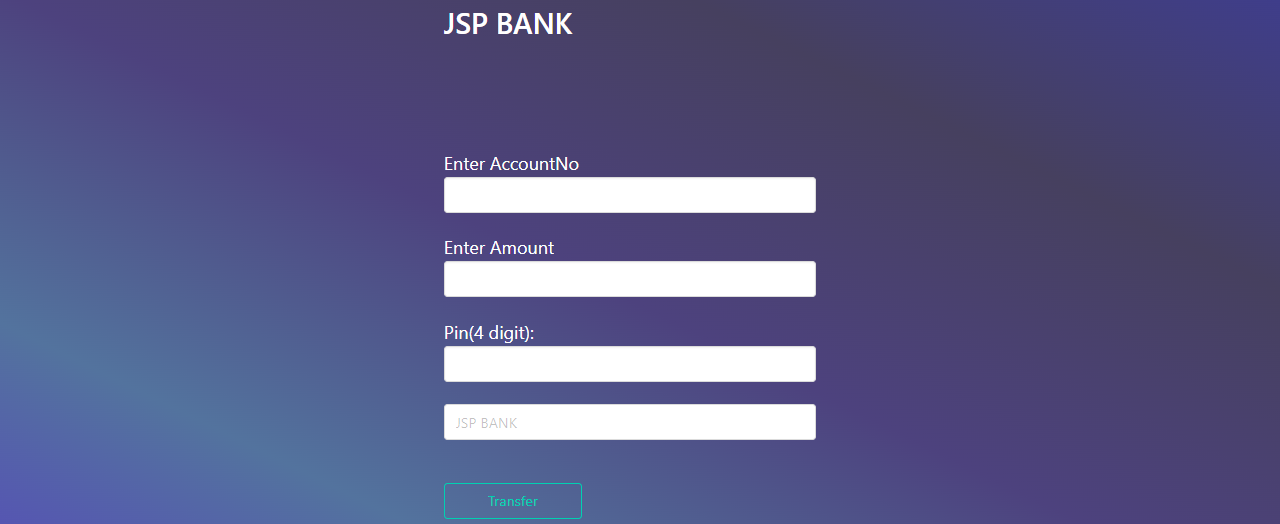 JSP BANK
Enter AccountNo
Enter Amount
Pin(4 digit):
JSP BANK
Transfer